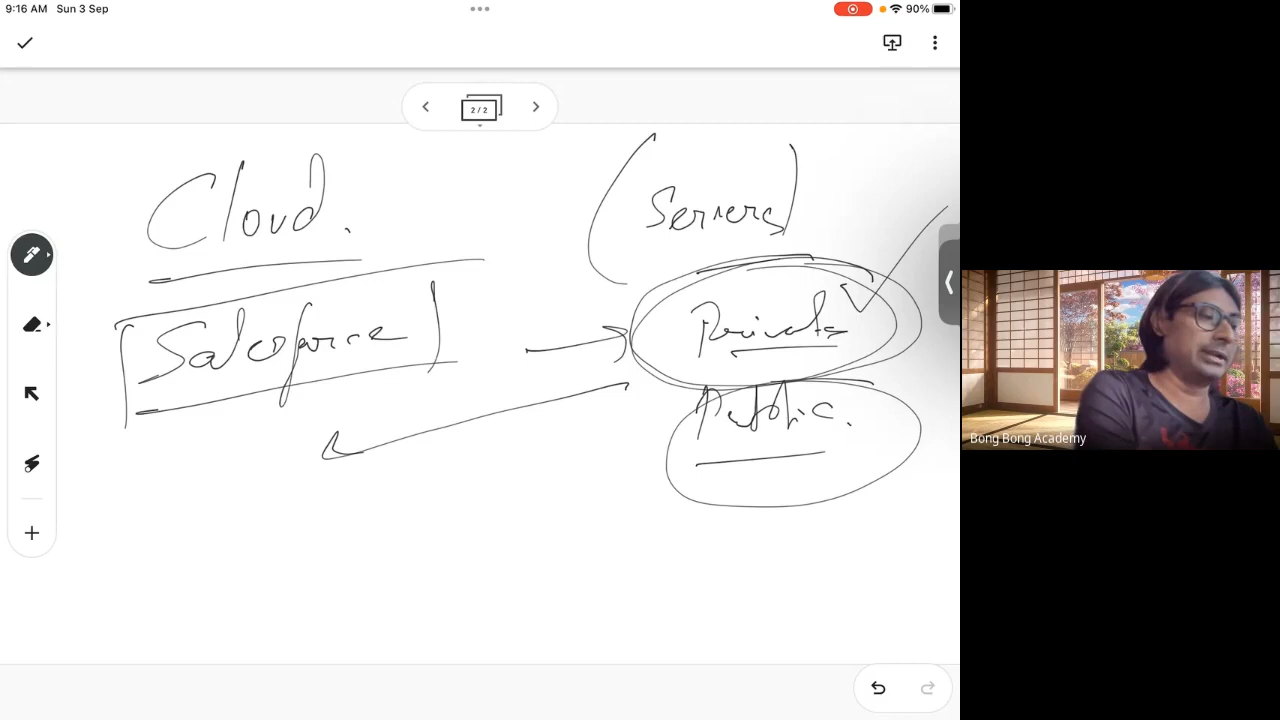 9:16 AM Sun 3 Sep
90%
2 / 2
Cloud.
(Servers)
Salesforce
Private
Public.
Bong Bong Academy